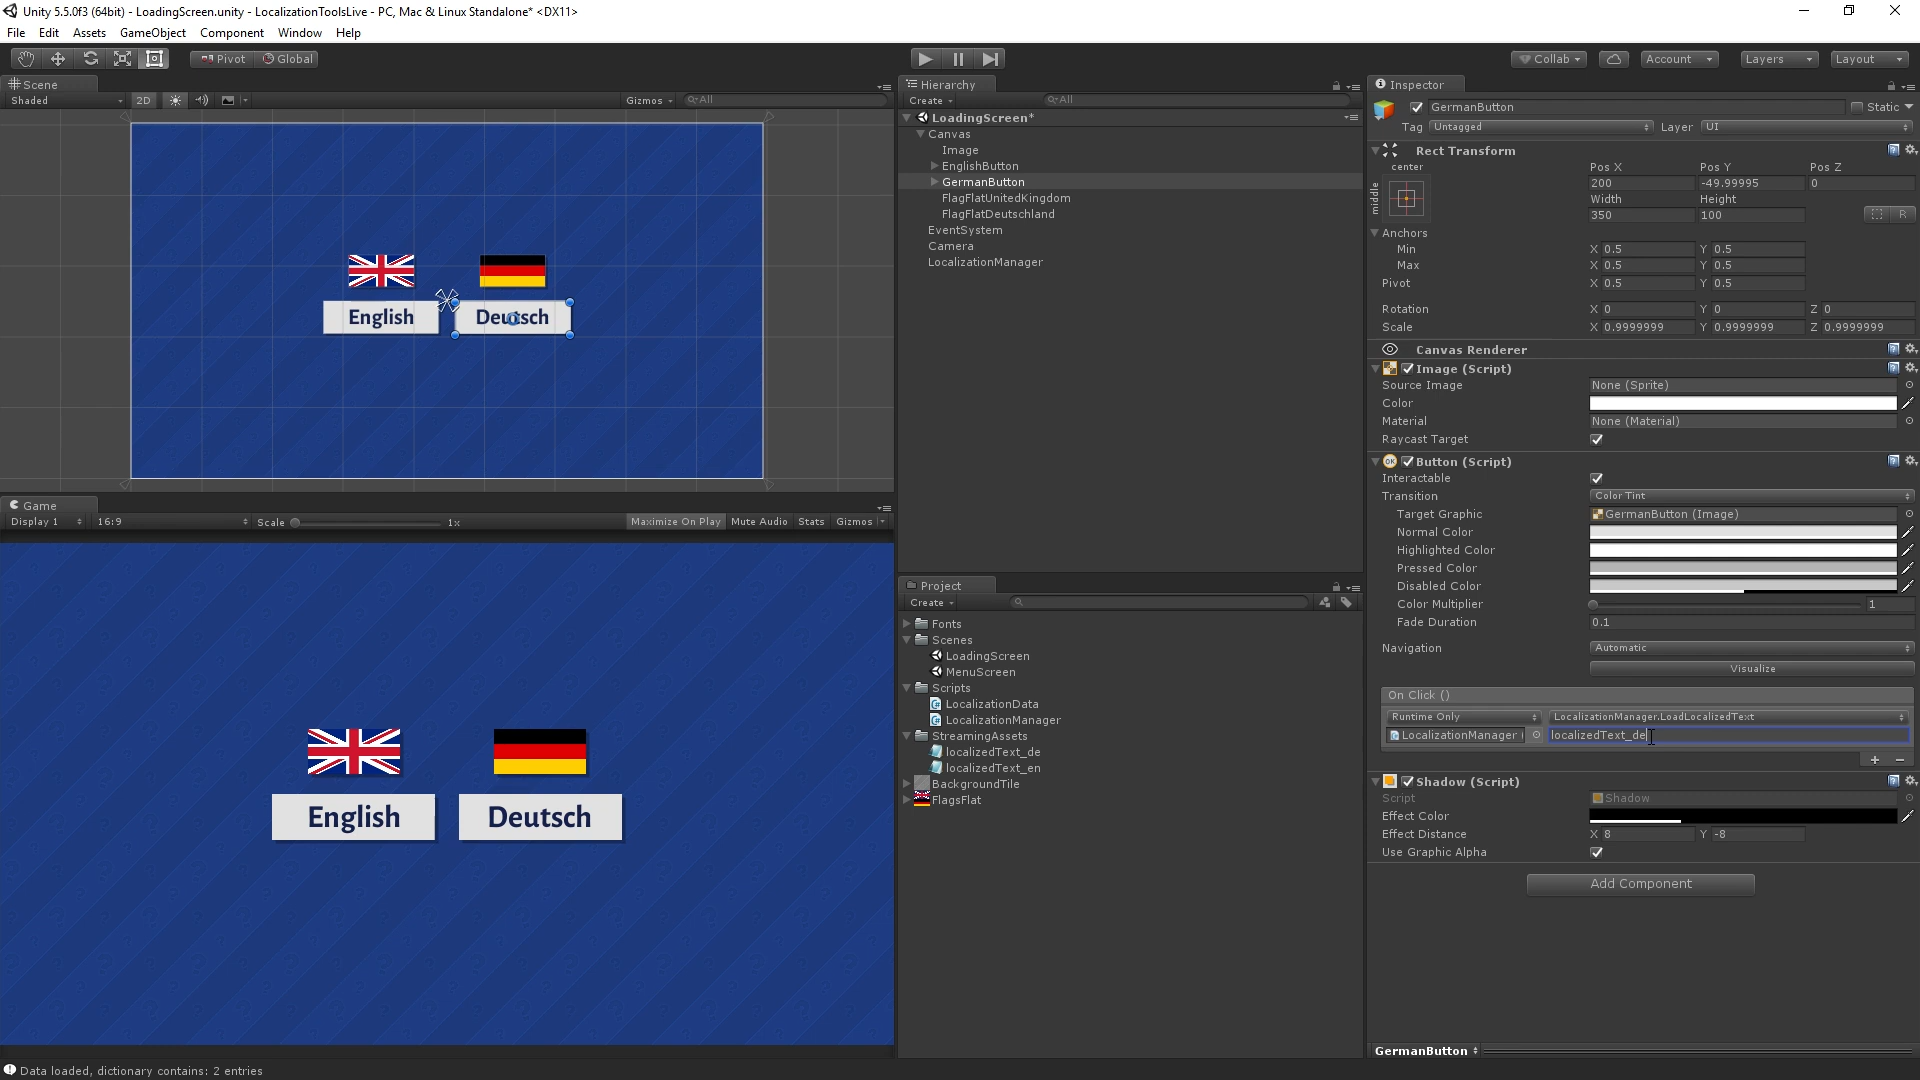 Unity 5.5.0f3 (64bit) - LoadingScreen.unity - LocalizationToolsLive - PC, Mac & Linux Standalone* <DX11>
File Edit Assets GameObject Component Window Help
Pivot Global Collab Account Layers Layout
Scene
Shaded 2D Gizmos All
English
Deutsch
Game
Display 1 16:9 Scale 1x Maximize On Play Mute Audio Stats Gizmos
English
Deutsch
Data loaded, dictionary contains: 2 entries
Hierarchy
Create All
LoadingScreen*
Canvas
Image
EnglishButton
GermanButton
FlagFlatUnitedKingdom
FlagFlatDeutschland
EventSystem
Camera
LocalizationManager
Project
Create
Fonts
Scenes
LoadingScreen
MenuScreen
Scripts
LocalizationData
LocalizationManager
StreamingAssets
localizedText_de
localizedText_en
BackgroundTile
FlagsFlat
Inspector
GermanButton Static
Tag Untagged Layer UI
Rect Transform
center
middle
Pos X Pos Y Pos Z
200 -49.99995 0
Width Height
350 100 R
Anchors
Min X 0.5 Y 0.5
Max X 0.5 Y 0.5
Pivot X 0.5 Y 0.5
Rotation X 0 Y 0 Z 0
Scale X 0.9999999 Y 0.9999999 Z 0.9999999
Canvas Renderer
Image (Script)
Source Image None (Sprite)
Color
Material None (Material)
Raycast Target
OK Button (Script)
Interactable
Transition Color Tint
Target Graphic GermanButton (Image)
Normal Color
Highlighted Color
Pressed Color
Disabled Color
Color Multiplier 1
Fade Duration 0.1
Navigation Automatic
Visualize
On Click ()
Runtime Only LocalizationManager.LoadLocalizedText
LocalizationManager ( localizedText_de
+ −
Shadow (Script)
Script Shadow
Effect Color
Effect Distance X 8 Y -8
Use Graphic Alpha
Add Component
GermanButton